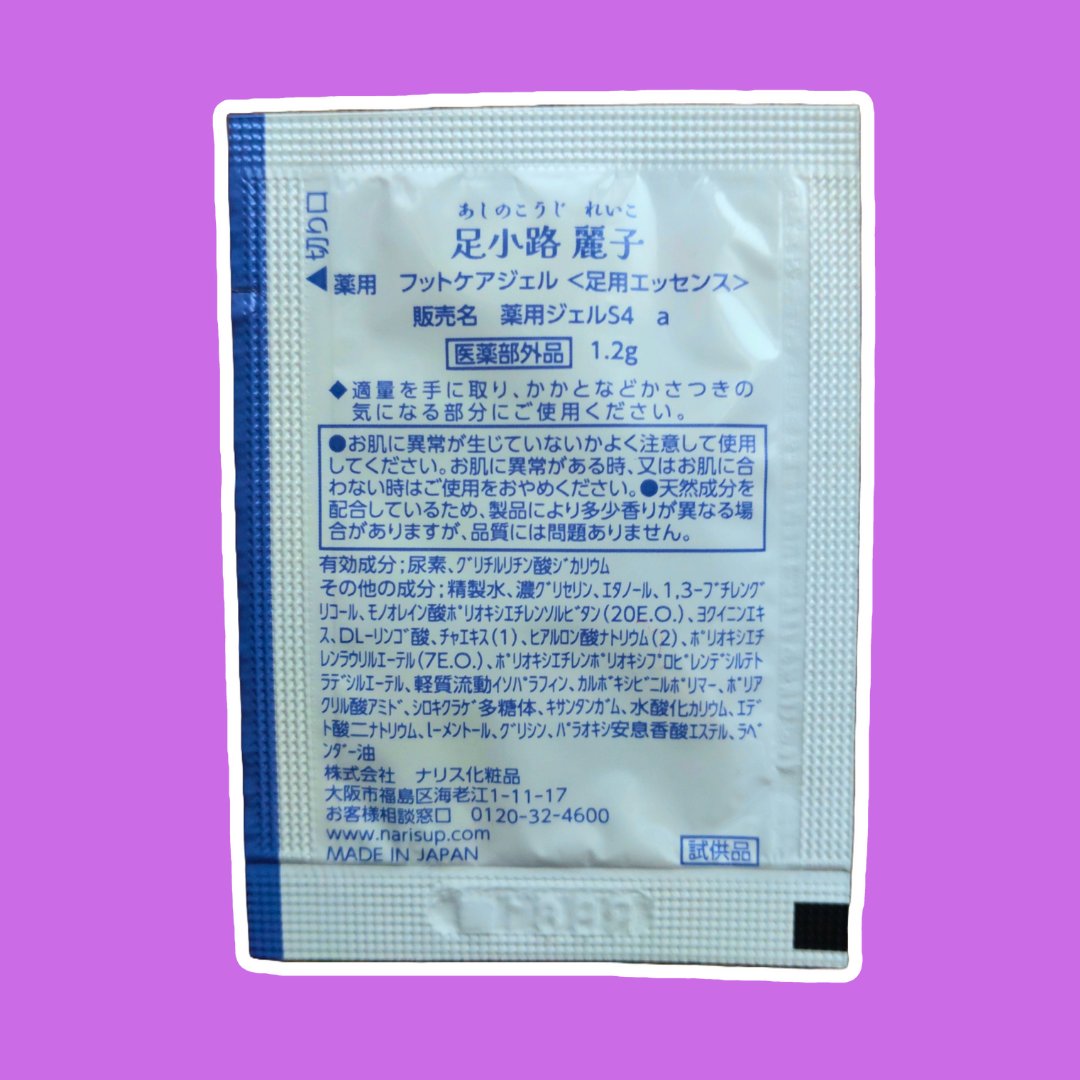 ▲切り口
あしのこうじ れいこ
足小路 麗子
薬用 フットケアジェル <足用エッセンス>
販売名 薬用ジェルS4 a
医薬部外品 1.2g
◆適量を手に取り、かかとなどかさつきの
気になる部分にご使用ください。
●お肌に異常が生じていないかよく注意して使用
してください。お肌に異常がある時、又はお肌に合
わない時はご使用をおやめください。●天然成分を
配合しているため、製品により多少香りが異なる場
合がありますが、品質には問題ありません。
有効成分;尿素、グリチルリチン酸ジカリウム
その他の成分;精製水、濃グリセリン、エタノール、1,3-ブチレング
リコール、モノオレイン酸ポリオキシエチレンソルビタン(20E.O.)、ヨクイニンエキ
ス、DL-リンゴ酸、チャエキス(1)、ヒアルロン酸ナトリウム(2)、ポリオキシエチ
レンラウリルエーテル(7E.O.)、ポリオキシエチレンポリオキシプロピレンデシルテト
ラデシルエーテル、軽質流動イソパラフィン、カルボキシビニルポリマー、ポリア
クリル酸アミド、シロキクラゲ多糖体、キサンタンガム、水酸化カリウム、エデ
ト酸二ナトリウム、l-メントール、グリシン、パラオキシ安息香酸エステル、ラベ
ンダー油
株式会社 ナリス化粧品
大阪市福島区海老江1-11-17
お客様相談窓口 0120-32-4600
www.narisup.com
MADE IN JAPAN
試供品